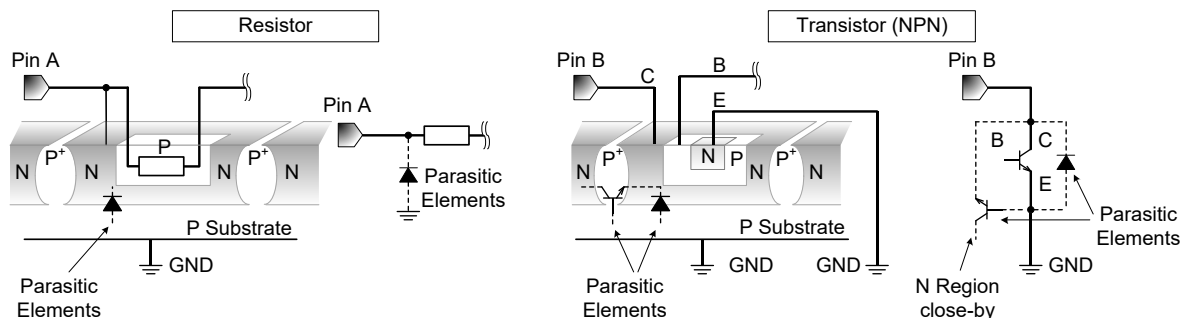 Resistor
Pin A
N
P+
N
P
N
P+
N
Parasitic
Elements
P Substrate
GND
Pin A
Parasitic
Elements
Transistor (NPN)
Pin B
C
B
E
N
P+
N
N
P
N
P+
N
P Substrate
GND
GND
Parasitic
Elements
Pin B
B
C
E
Parasitic
Elements
GND
N Region
close-by